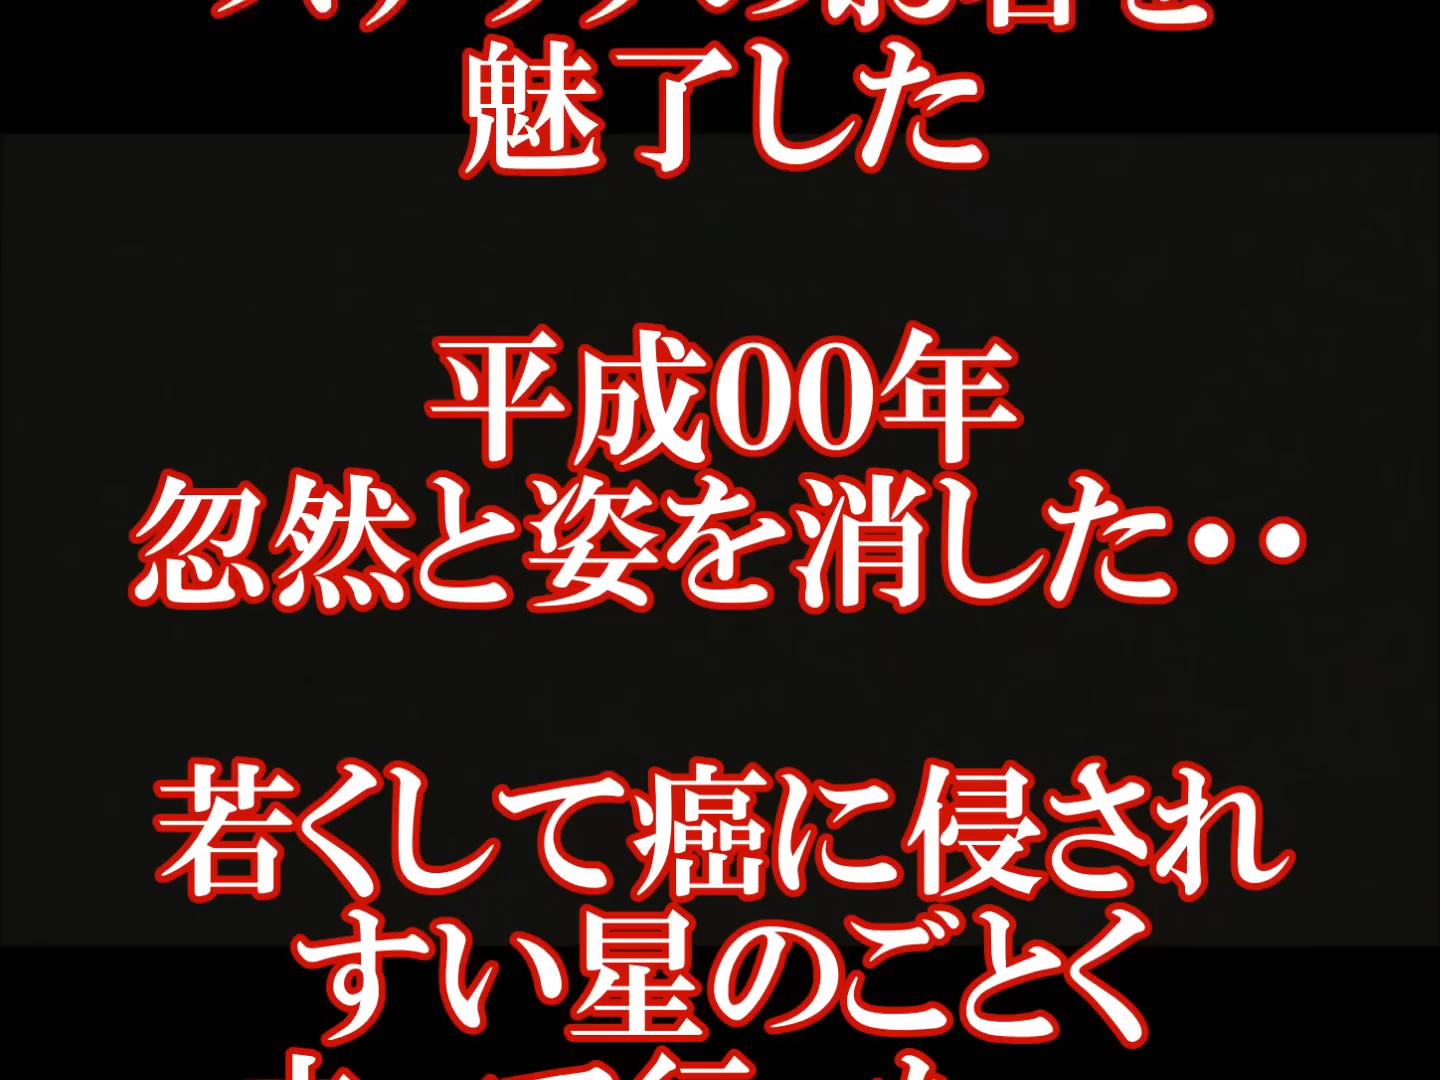 魅了した
平成00年
忽然と姿を消した・・
若くして癌に侵され
すい星のごとく